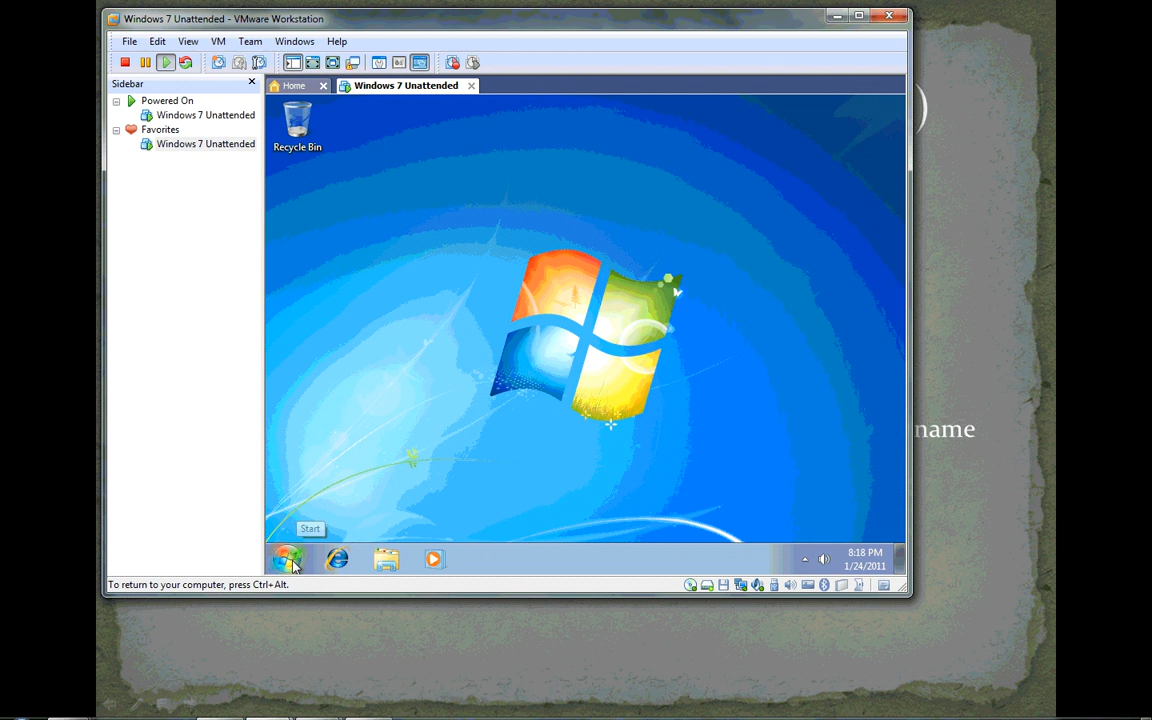 Windows 7 Unattended - VMware Workstation
File Edit View VM Team Windows Help
Sidebar
Home
Windows 7 Unattended
Powered On
Windows 7 Unattended
Favorites
Windows 7 Unattended
Recycle Bin
)
name
Start
8:18 PM
1/24/2011
To return to your computer, press Ctrl+Alt.